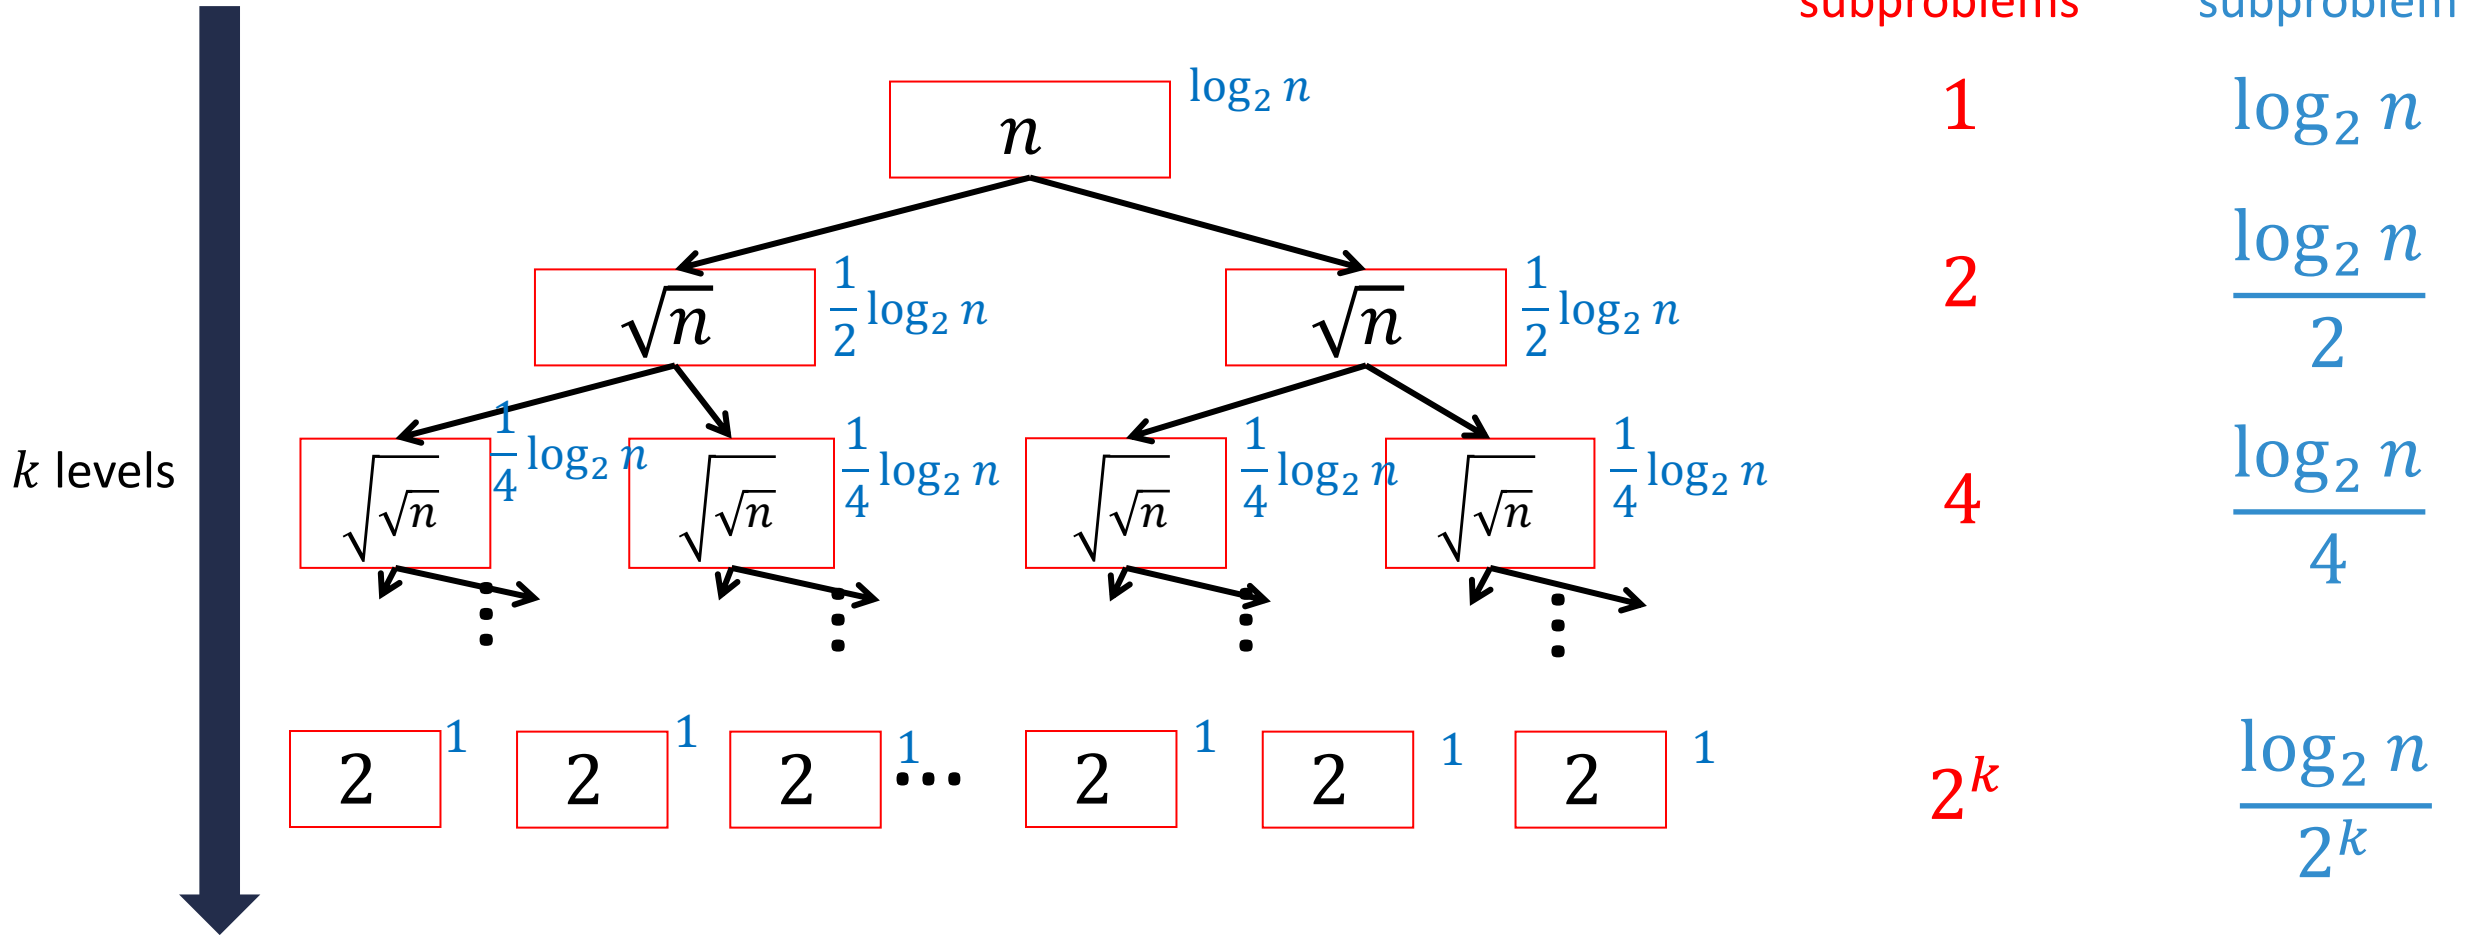 subproblems subproblem
n log₂ n 1 log₂ n
√n 1/2 log₂ n √n 1/2 log₂ n 2 log₂ n / 2
k levels √√n 1/4 log₂ n √√n 1/4 log₂ n √√n 1/4 log₂ n √√n 1/4 log₂ n 4 log₂ n / 4
2 1 2 1 2 1 ... 2 1 2 1 2 1 2ᵏ log₂ n / 2ᵏ